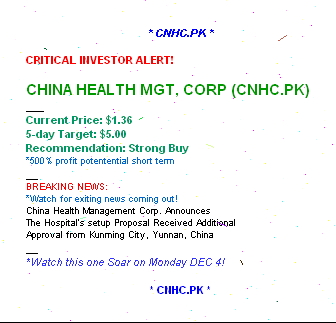 * CNHC.PK *
CRITICAL INVESTOR ALERT!
CHINA HEALTH MGT, CORP (CNHC.PK)
Current Price: $1.36
5-day Target: $5.00
Recommendation: Strong Buy
*500% profit potentential short term
BREAKING NEWS:
*Watch for exiting news coming out!
China Health Management Corp. Announces
The Hospital's setup Proposal Received Additional
Approval from Kunming City, Yunnan, China
*Watch this one Soar on Monday DEC 4!
* CNHC.PK *